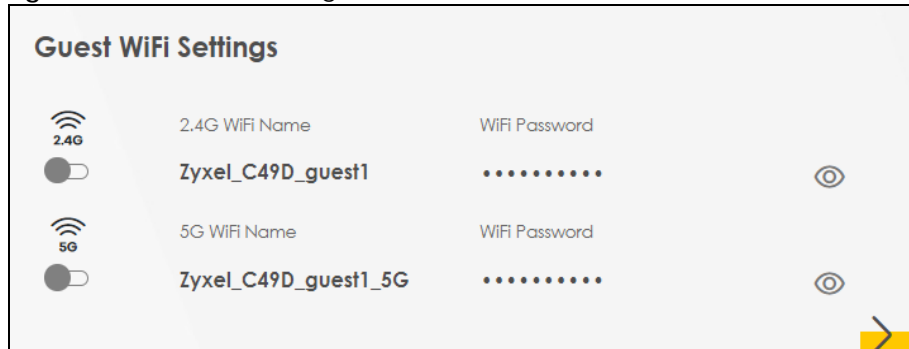 Guest WiFi Settings
2.4G
2.4G WiFi Name WiFi Password
Zyxel_C49D_guest1 ••••••••••
5G
5G WiFi Name WiFi Password
Zyxel_C49D_guest1_5G ••••••••••